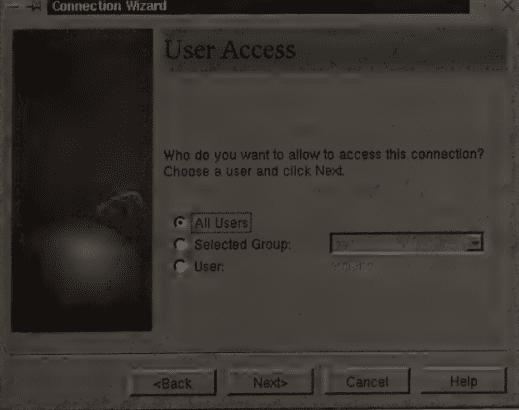 Connection Wizard
User Access
Who do you want to allow to access this connection?
Choose a user and click Next.
All Users
Selected Group:
User:
<Back Next> Cancel Help